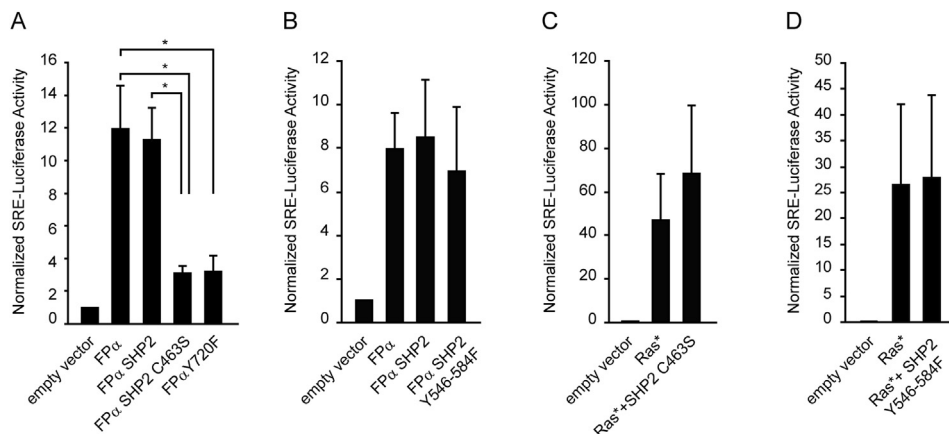 A
Normalized SRE-Luciferase Activity
16
14
12
10
8
6
4
2
0
*
*
*
empty vector
FPα
FPα SHP2
FPα SHP2 C463S
FPαY720F
B
Normalized SRE-Luciferase Activity
12
10
8
6
4
2
0
empty vector
FPα
FPα SHP2
FPα SHP2
Y546-584F
C
Normalized SRE-Luciferase Activity
120
100
80
60
40
20
0
empty vector
Ras*
Ras*+SHP2 C463S
D
Normalized SRE-Luciferase Activity
50
45
40
35
30
25
20
15
10
5
0
empty vector
Ras*
Ras*+ SHP2
Y546-584F